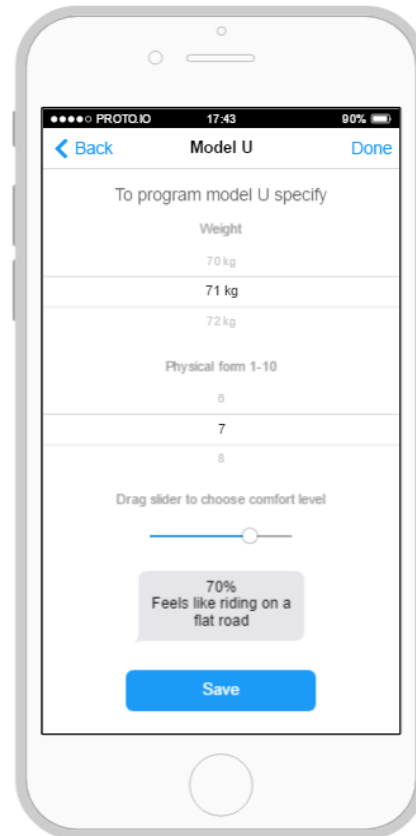 PROTO.IO 17:43 90%
Back Model U Done
To program model U specify
Weight
70 kg
71 kg
72 kg
Physical form 1-10
6
7
8
Drag slider to choose comfort level
70%
Feels like riding on a
flat road
Save